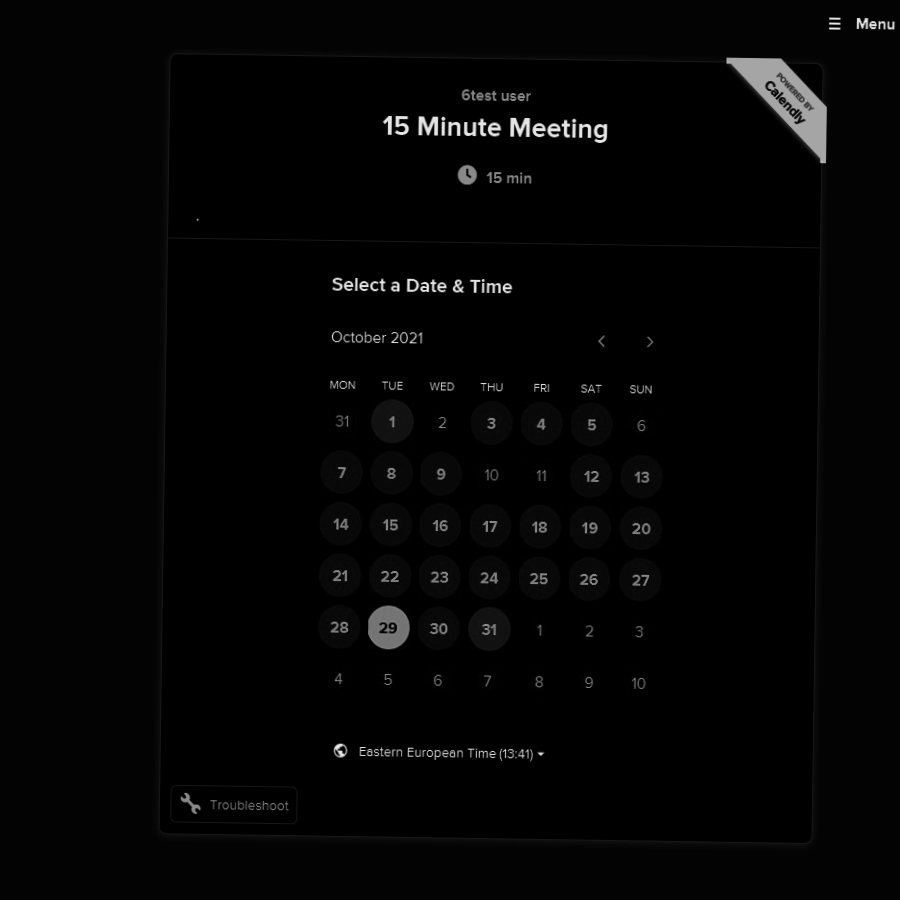 ☰ Menu
POWERED BY
Calendly
6test user
15 Minute Meeting
15 min
Select a Date & Time
October 2021
MON TUE WED THU FRI SAT SUN
31 1 2 3 4 5 6
7 8 9 10 11 12 13
14 15 16 17 18 19 20
21 22 23 24 25 26 27
28 29 30 31 1 2 3
4 5 6 7 8 9 10
Eastern European Time (13:41)
Troubleshoot